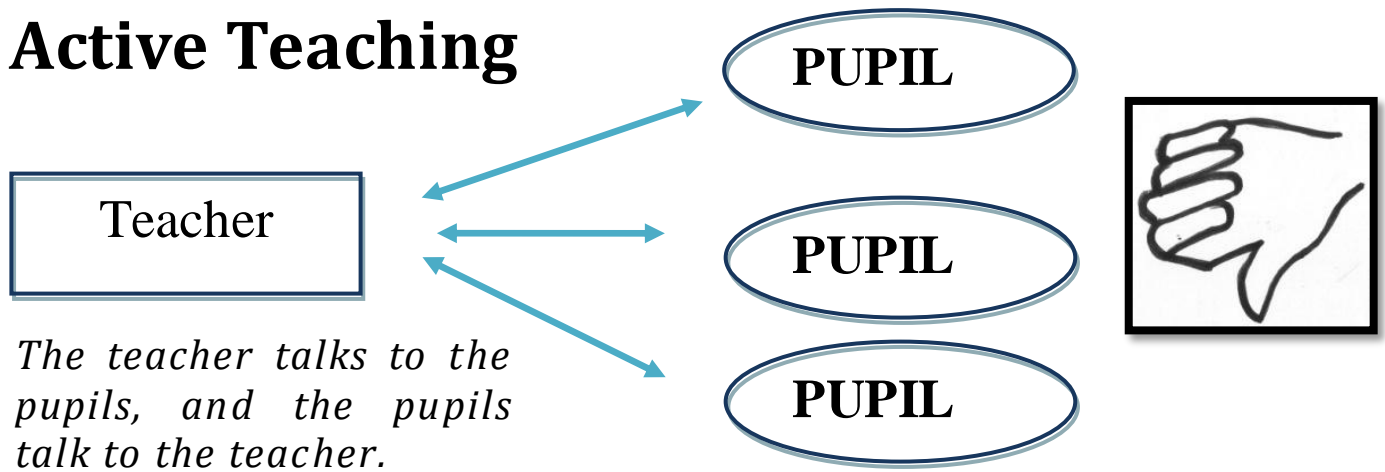 Active Teaching
PUPIL
Teacher
PUPIL
The teacher talks to the
pupils, and the pupils
talk to the teacher.
PUPIL